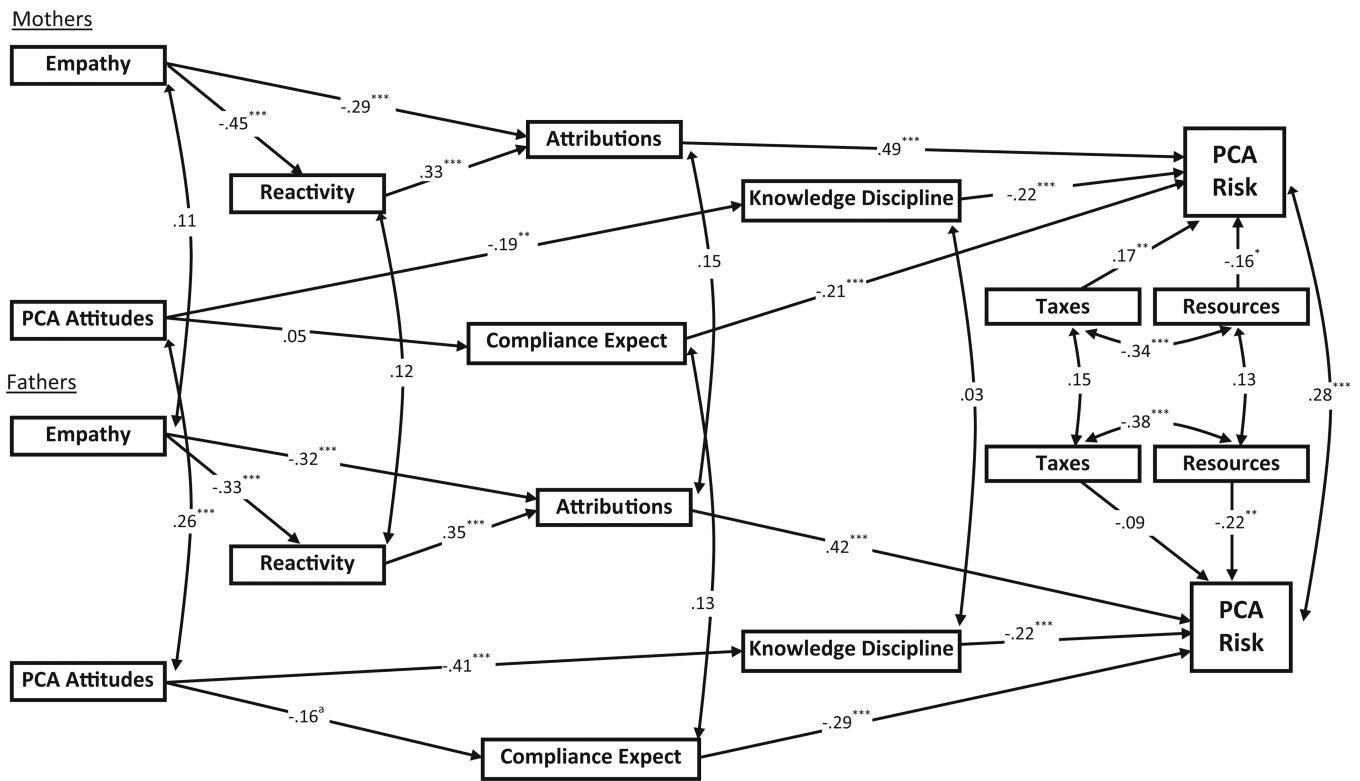 Mothers
Empathy
-.29***
-.45***
Attributions
.49***
PCA
Risk
Reactivity
.33***
Knowledge Discipline
-.22***
.11
-.19**
.15
.17**
-.16*
-.21***
PCA Attitudes
.05
Compliance Expect
Taxes
Resources
-.34***
.12
.15
.13
.03
.28***
Fathers
Empathy
-.38***
-.32***
Taxes
Resources
-.33***
Attributions
.26***
.35***
-.09
-.22**
.42***
Reactivity
.13
PCA
Risk
Knowledge Discipline
-.22***
-.41***
PCA Attitudes
-.16a
-.29***
Compliance Expect